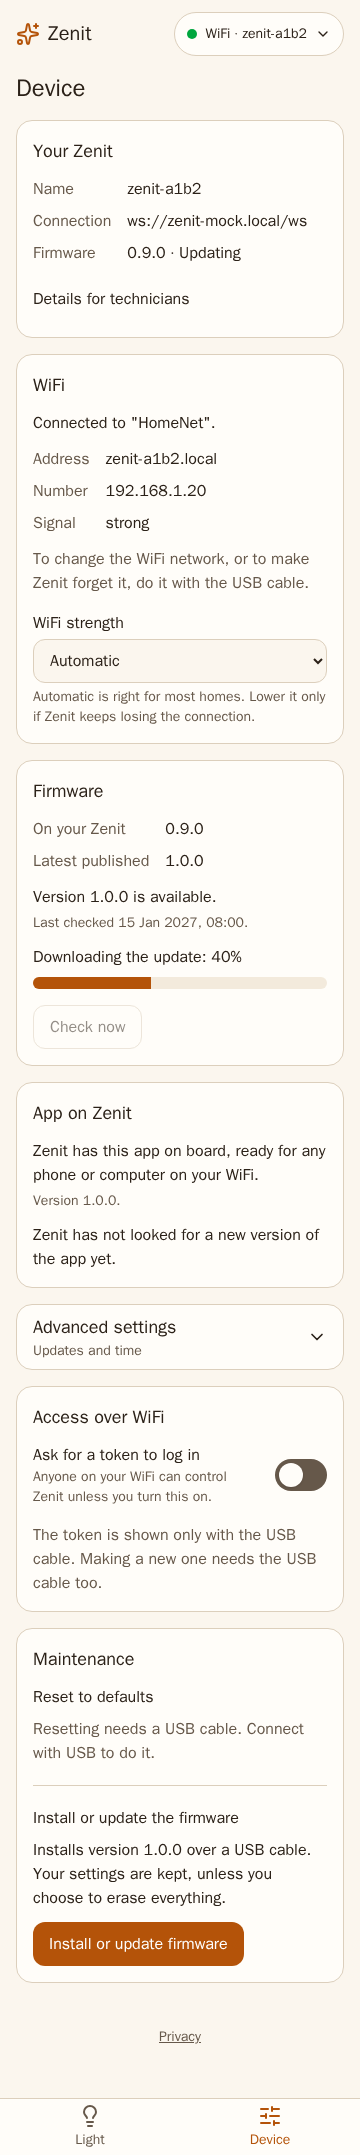 Zenit
WiFi · zenit-a1b2
Device
Your Zenit
Name zenit-a1b2
Connection ws://zenit-mock.local/ws
Firmware 0.9.0 · Updating
Details for technicians
WiFi
Connected to "HomeNet".
Address zenit-a1b2.local
Number 192.168.1.20
Signal strong
To change the WiFi network, or to make
Zenit forget it, do it with the USB cable.
WiFi strength
Automatic
Automatic is right for most homes. Lower it only
if Zenit keeps losing the connection.
Firmware
On your Zenit 0.9.0
Latest published 1.0.0
Version 1.0.0 is available.
Last checked 15 Jan 2027, 08:00.
Downloading the update: 40%
Check now
App on Zenit
Zenit has this app on board, ready for any
phone or computer on your WiFi.
Version 1.0.0.
Zenit has not looked for a new version of
the app yet.
Advanced settings
Updates and time
Access over WiFi
Ask for a token to log in
Anyone on your WiFi can control
Zenit unless you turn this on.
The token is shown only with the USB
cable. Making a new one needs the USB
cable too.
Maintenance
Reset to defaults
Resetting needs a USB cable. Connect
with USB to do it.
Install or update the firmware
Installs version 1.0.0 over a USB cable.
Your settings are kept, unless you
choose to erase everything.
Install or update firmware
Privacy
Light Device